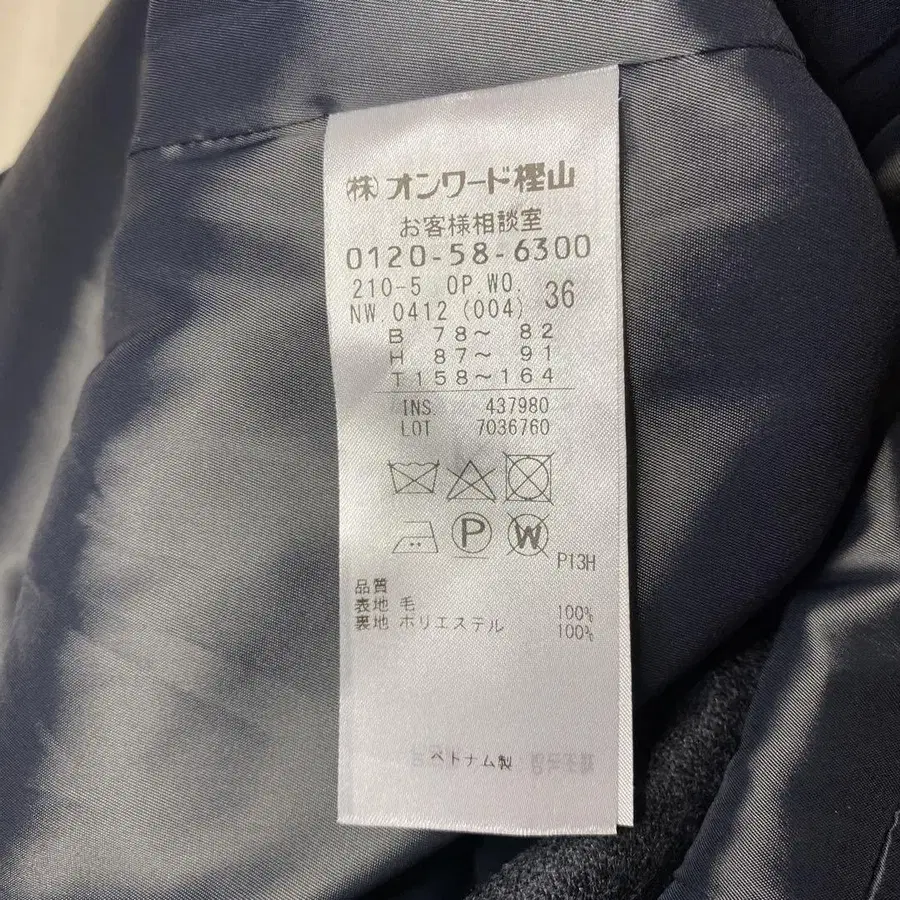 ㈱オンワード樫山
お客様相談室
0120-58-6300
210-5 OP.WO. 36
NW.0412 (004)
B 78～ 82
H 87～ 91
T158～164
INS. 437980
LOT 7036760
P
W
P13H
品質
表地 毛 100%
裏地 ポリエステル 100%
ベトナム製